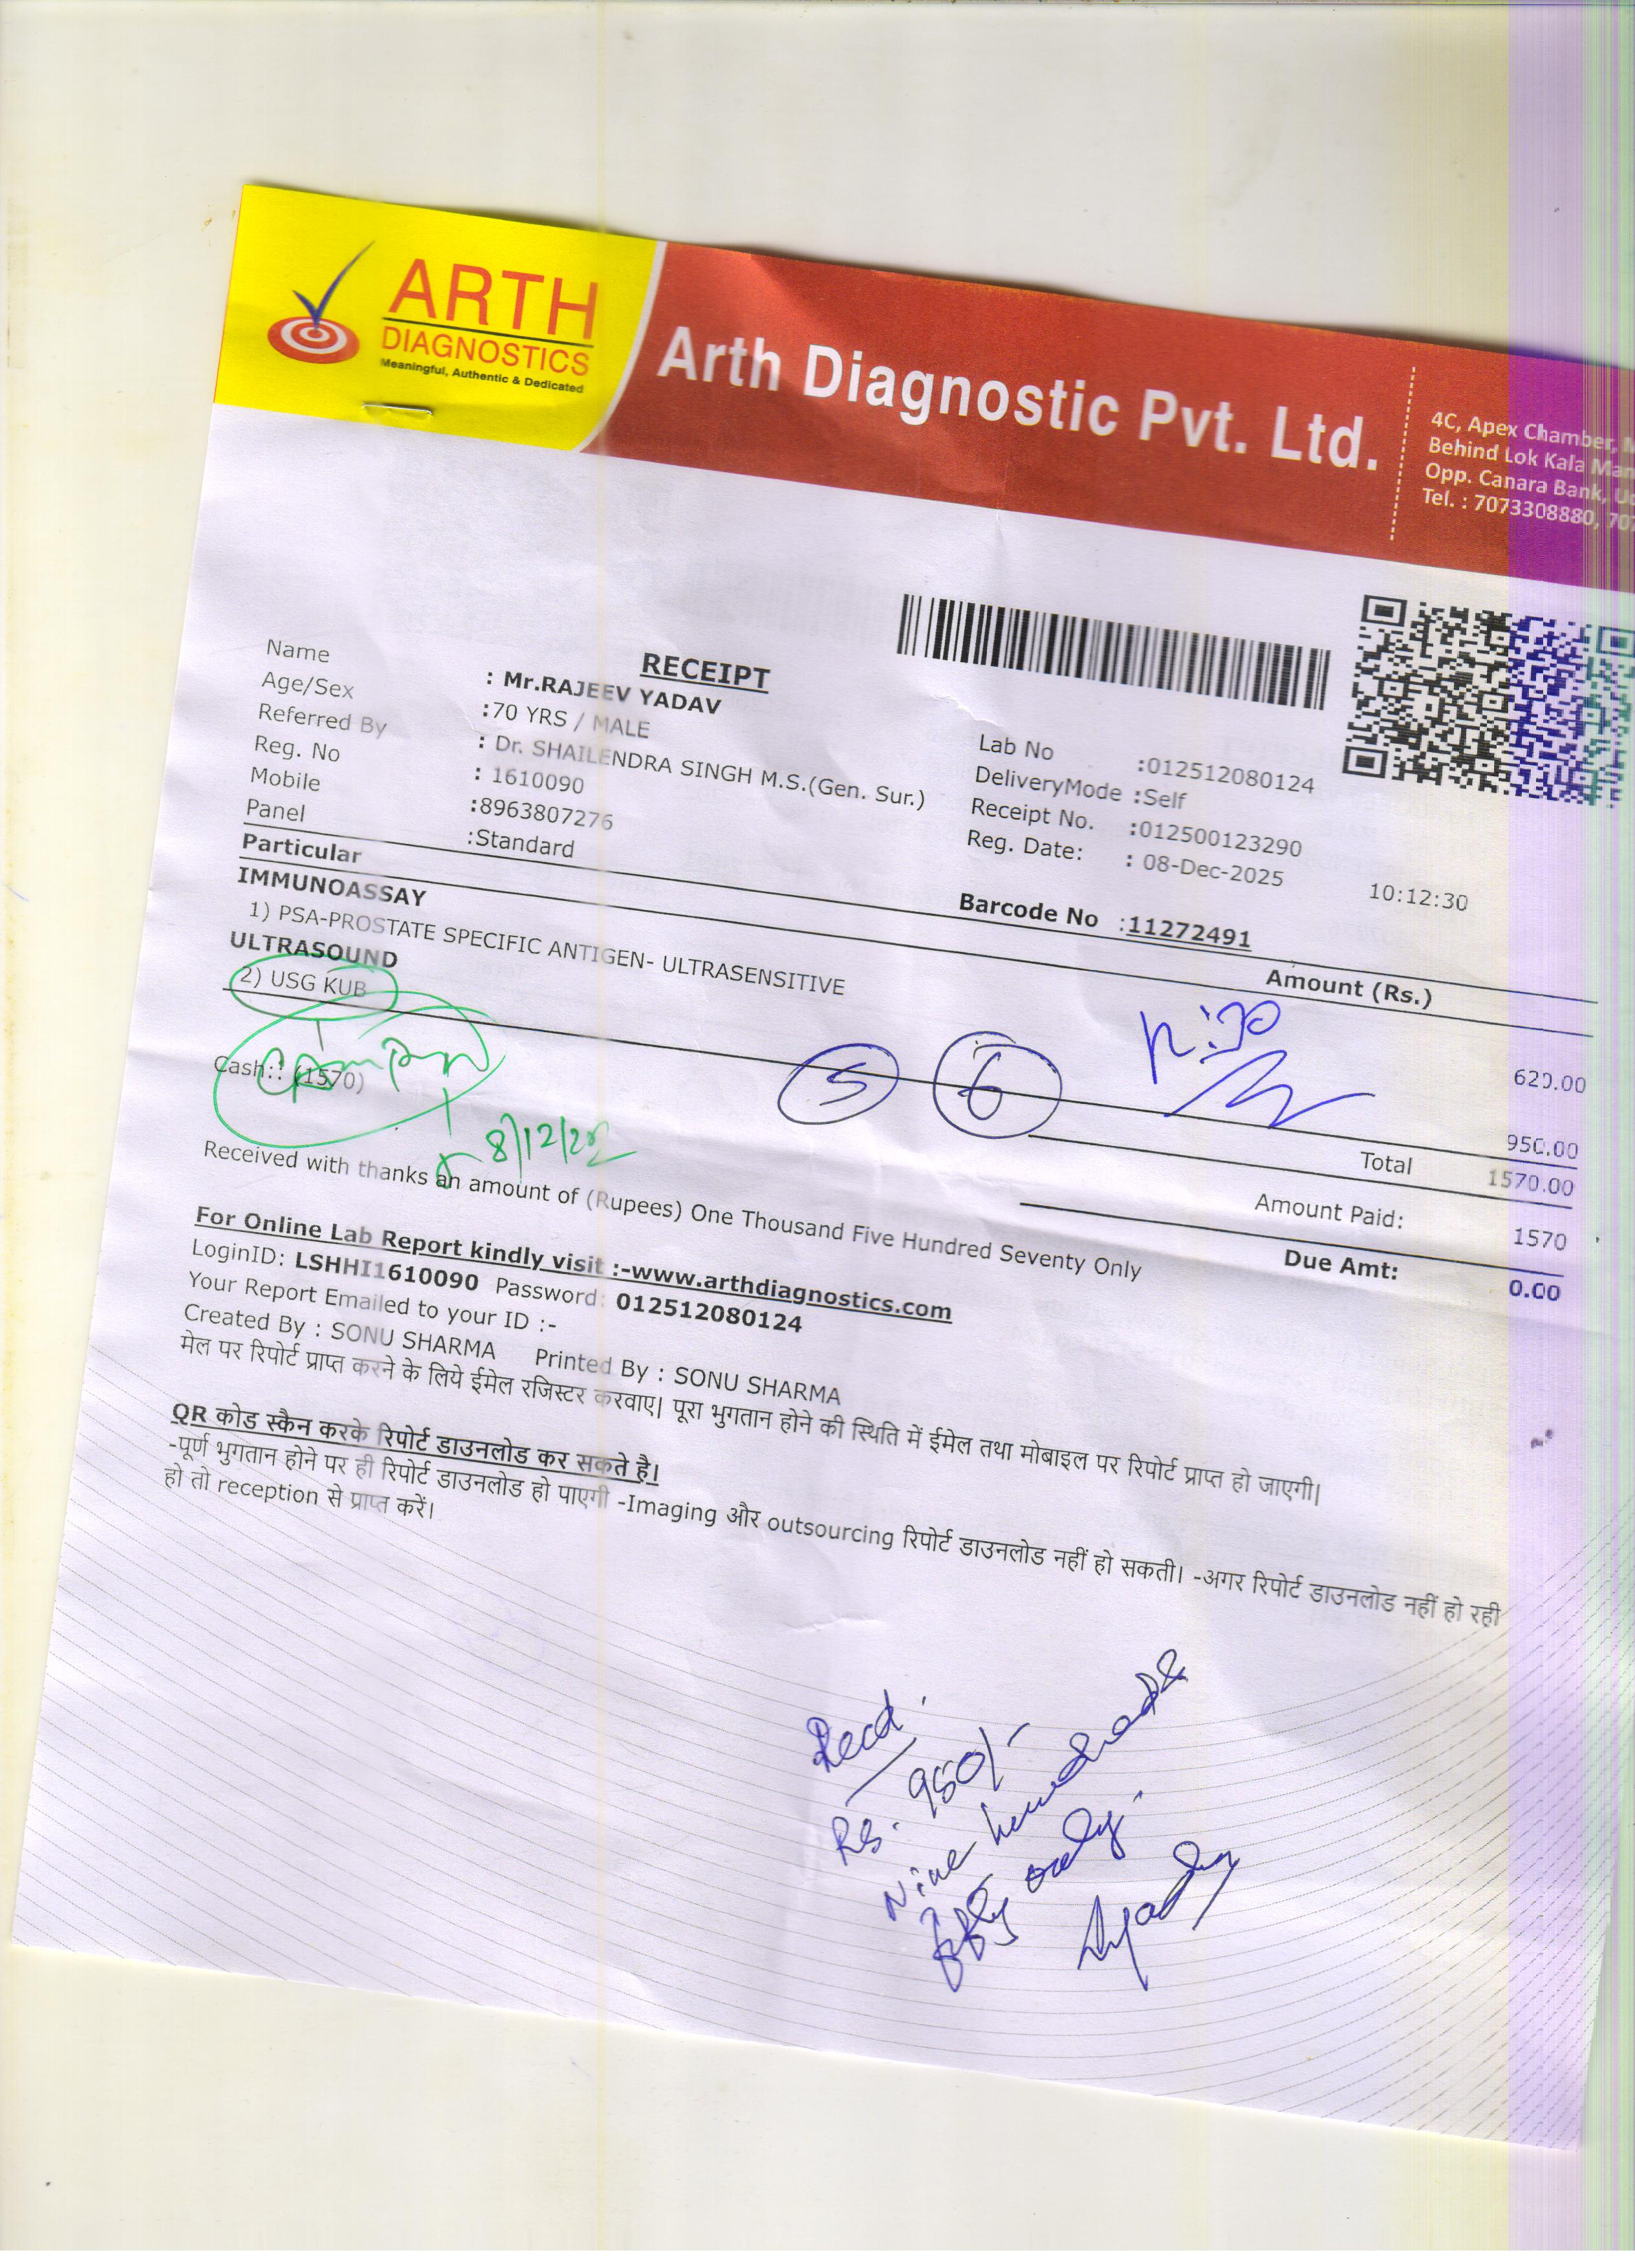 ARTH
DIAGNOSTICS
Meaningful, Authentic & Dedicated
Arth Diagnostic Pvt. Ltd.
4C, Apex Chamber,
Behind Lok Kala
Opp. Canara Bank,
Tel. : 7073308880,
RECEIPT
Name : Mr.RAJEEV YADAV
Age/Sex :70 YRS / MALE
Referred By : Dr. SHAILENDRA SINGH M.S.(Gen. Sur.)
Reg. No : 1610090
Mobile :8963807276
Panel :Standard
Lab No :012512080124
DeliveryMode :Self
Receipt No. :012500123290
Reg. Date: : 08-Dec-2025 10:12:30
Barcode No :11272491
Particular Amount (Rs.)
IMMUNOASSAY
1) PSA-PROSTATE SPECIFIC ANTIGEN- ULTRASENSITIVE 620.00
ULTRASOUND
2) USG KUB 950.00
5 6
Total 1570.00
Cash:: (1570)
Amount Paid: 1570
8/12/
Due Amt: 0.00
Received with thanks an amount of (Rupees) One Thousand Five Hundred Seventy Only
For Online Lab Report kindly visit :-www.arthdiagnostics.com
LoginID: LSHHI1610090 Password: 012512080124
Your Report Emailed to your ID :-
Created By : SONU SHARMA Printed By : SONU SHARMA
मेल पर रिपोर्ट प्राप्त करने के लिये ईमेल रजिस्टर करवाए। पूरा भुगतान होने की स्थिति में ईमेल तथा मोबाइल पर रिपोर्ट प्राप्त हो जाएगी।
QR कोड स्कैन करके रिपोर्ट डाउनलोड कर सकते है।
-पूर्ण भुगतान होने पर ही रिपोर्ट डाउनलोड हो पाएगी -Imaging और outsourcing रिपोर्ट डाउनलोड नहीं हो सकती। -अगर रिपोर्ट डाउनलोड नहीं हो रही
हो तो reception से प्राप्त करें।
Recd.
Rs. 950/-
Nine hundred &
fifty only.